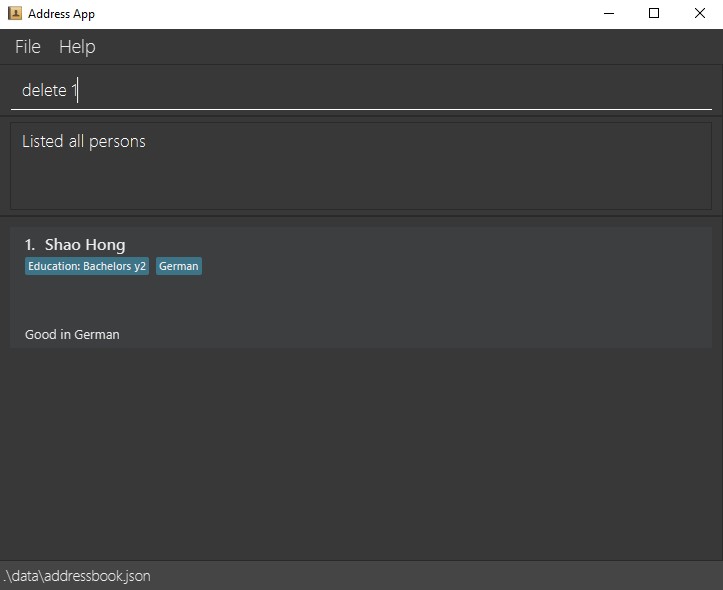 Address App
File Help
delete 1
Listed all persons
1. Shao Hong
Education: Bachelors y2 German
Good in German
.\data\addressbook.json